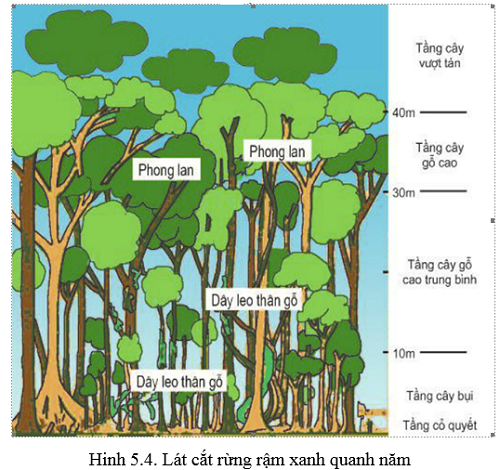 Tầng cây
vượt tán
40m
Phong lan
Phong lan
Tầng cây
gỗ cao
30m
Tầng cây gỗ
cao trung bình
Dây leo thân gỗ
10m
Dây leo thân gỗ
Tầng cây bụi
Tầng cỏ quyết
Hình 5.4. Lát cắt rừng rậm xanh quanh năm